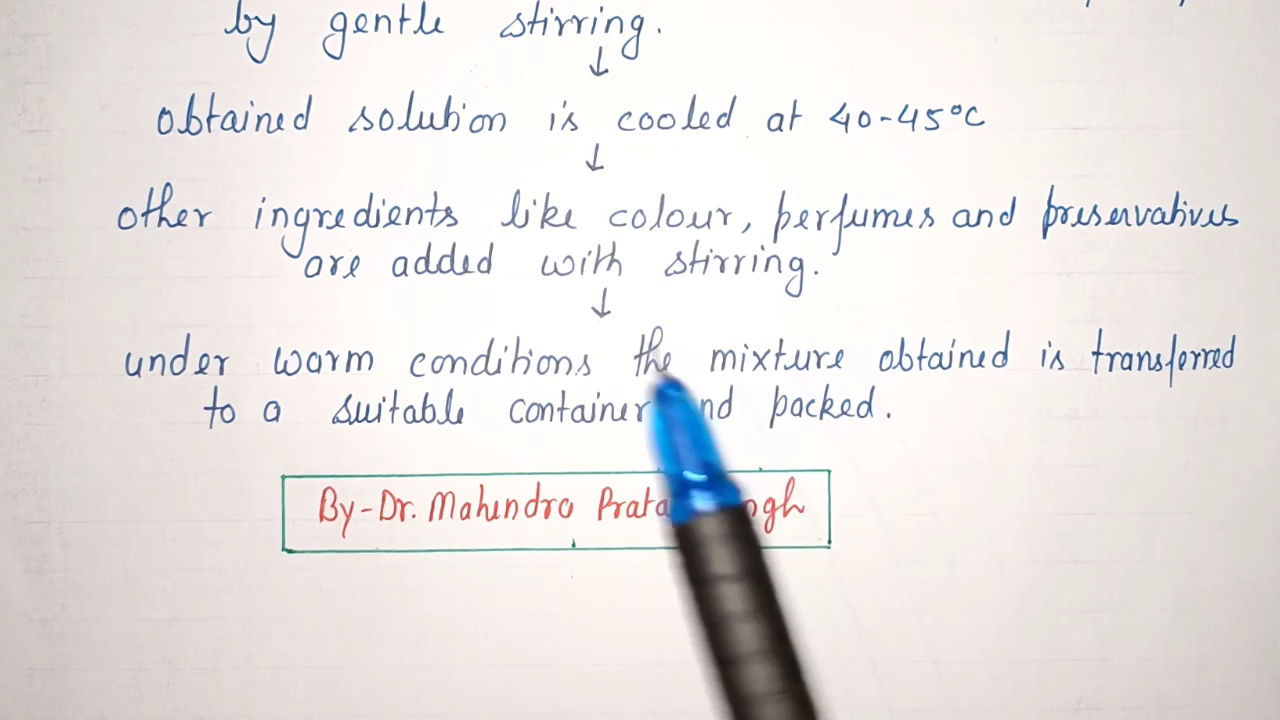 by gentle stirring.
↓
obtained solution is cooled at 40-45°C
↓
other ingredients like colour, perfumes and preservatives
are added with stirring.
↓
under warm conditions the mixture obtained is transferred
to a suitable container nd packed.
By-Dr. Mahendra Prata ngh